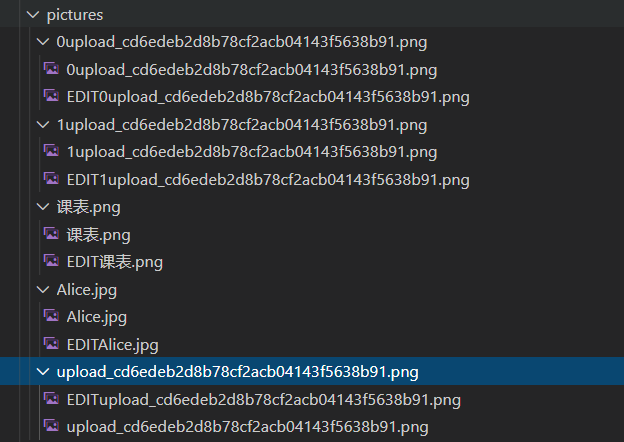 pictures
0upload_cd6edeb2d8b78cf2acb04143f5638b91.png
0upload_cd6edeb2d8b78cf2acb04143f5638b91.png
EDIT0upload_cd6edeb2d8b78cf2acb04143f5638b91.png
1upload_cd6edeb2d8b78cf2acb04143f5638b91.png
1upload_cd6edeb2d8b78cf2acb04143f5638b91.png
EDIT1upload_cd6edeb2d8b78cf2acb04143f5638b91.png
课表.png
课表.png
EDIT课表.png
Alice.jpg
Alice.jpg
EDITAlice.jpg
upload_cd6edeb2d8b78cf2acb04143f5638b91.png
EDITupload_cd6edeb2d8b78cf2acb04143f5638b91.png
upload_cd6edeb2d8b78cf2acb04143f5638b91.png